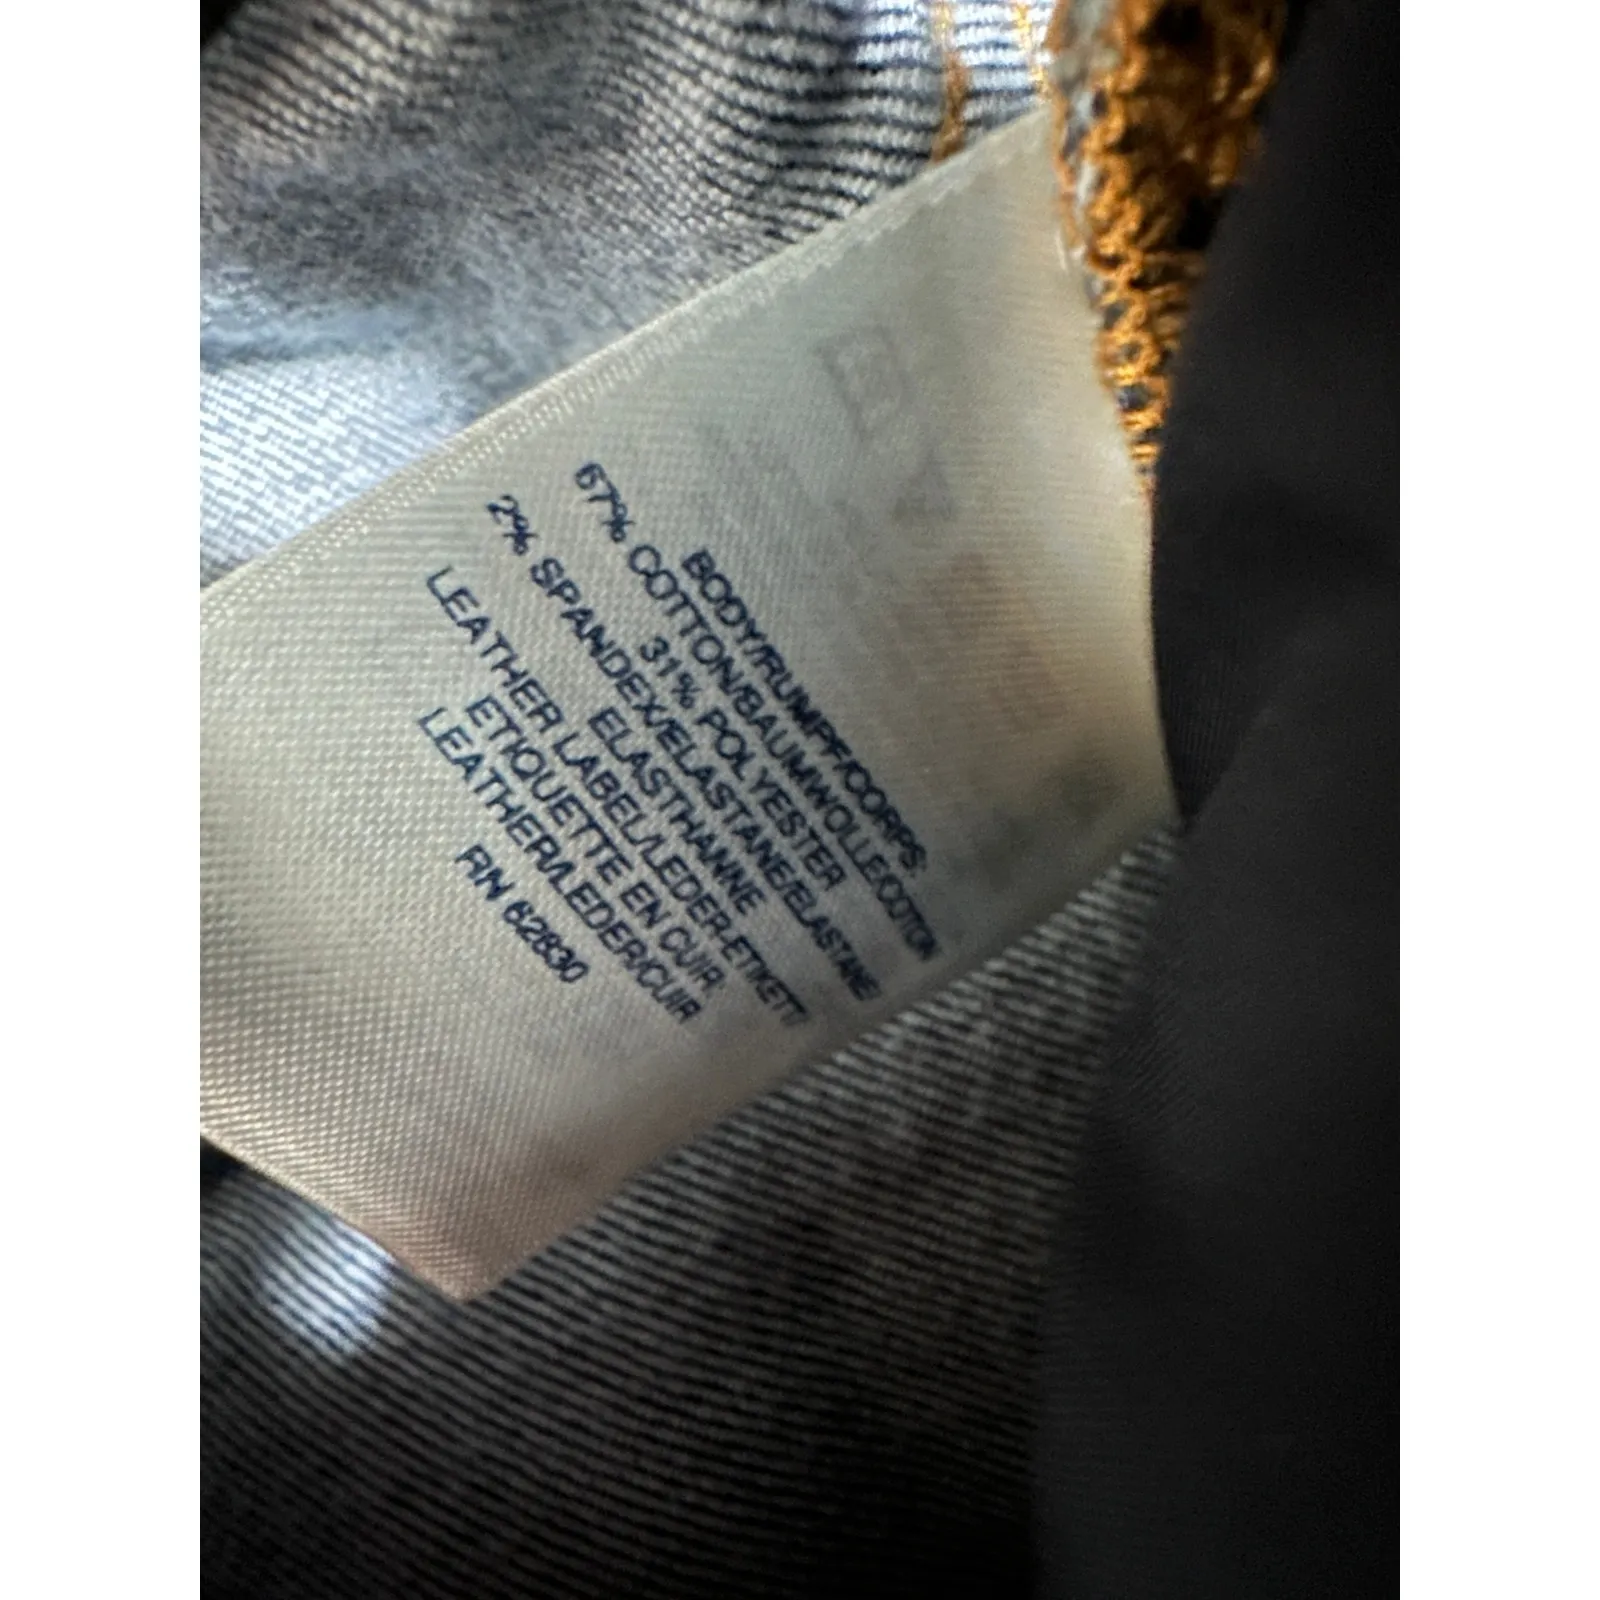 BODY/RUMPF/CORPS:
67% COTTON/BAUMWOLLE/COTON
31% POLYESTER
2% SPANDEX/ELASTANE/ELASTANE/
ELASTHANNE
LEATHER LABEL/LEDER-ETIKETT/
ETIQUETTE EN CUIR:
LEATHER/LEDER/CUIR
RN 62830